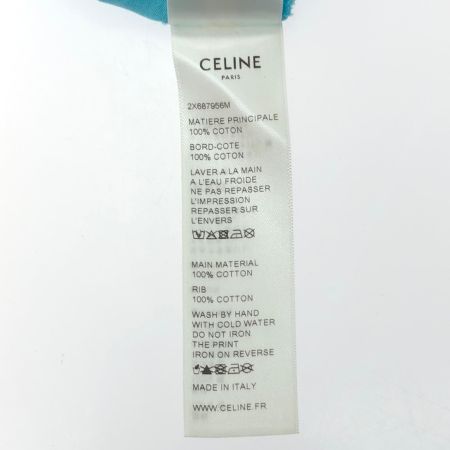 CELINE
PARIS
2X687956M
MATIERE PRINCIPALE
100% COTON
BORD-COTE
100% COTON
LAVER A LA MAIN
A L'EAU FROIDE
NE PAS REPASSER
L'IMPRESSION
REPASSER SUR
L'ENVERS
MAIN MATERIAL
100% COTTON
RIB
100% COTTON
WASH BY HAND
WITH COLD WATER
DO NOT IRON
THE PRINT
IRON ON REVERSE
MADE IN ITALY
WWW.CELINE.FR